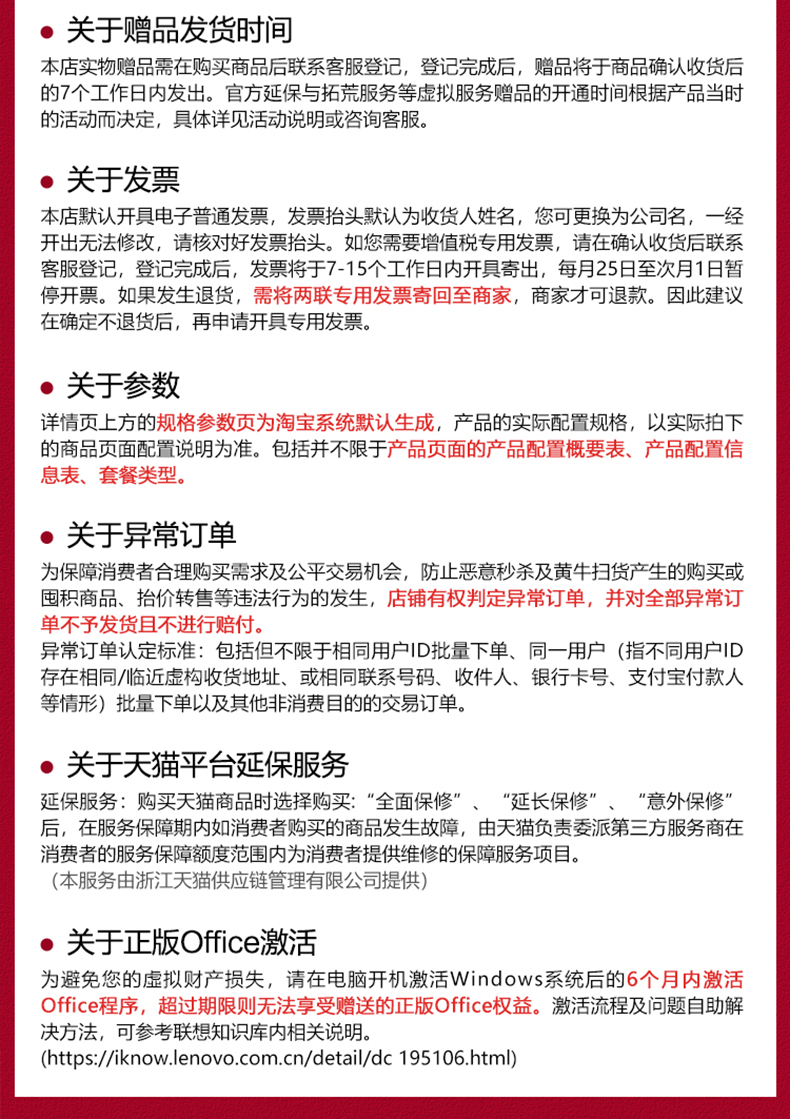 ● 关于赠品发货时间
本店实物赠品需在购买商品后联系客服登记，登记完成后，赠品将于商品确认收货后
的7个工作日内发出。官方延保与拓荒服务等虚拟服务赠品的开通时间根据产品当时
的活动而决定，具体详见活动说明或咨询客服。
● 关于发票
本店默认开具电子普通发票，发票抬头默认为收货人姓名，您可更换为公司名，一经
开出无法修改，请核对好发票抬头。如您需要增值税专用发票，请在确认收货后联系
客服登记，登记完成后，发票将于7-15个工作日内开具寄出，每月25日至次月1日暂
停开票。如果发生退货，需将两联专用发票寄回至商家，商家才可退款。因此建议
在确定不退货后，再申请开具专用发票。
● 关于参数
详情页上方的规格参数页为淘宝系统默认生成，产品的实际配置规格，以实际拍下
的商品页面配置说明为准。包括并不限于产品页面的产品配置概要表、产品配置信
息表、套餐类型。
● 关于异常订单
为保障消费者合理购买需求及公平交易机会，防止恶意秒杀及黄牛扫货产生的购买或
囤积商品、抬价转售等违法行为的发生，店铺有权判定异常订单，并对全部异常订
单不予发货且不进行赔付。
异常订单认定标准：包括但不限于相同用户ID批量下单、同一用户（指不同用户ID
存在相同/临近虚构收货地址、或相同联系号码、收件人、银行卡号、支付宝付款人
等情形）批量下单以及其他非消费目的的交易订单。
● 关于天猫平台延保服务
延保服务：购买天猫商品时选择购买:“全面保修”、“延长保修”、“意外保修”
后，在服务保障期内如消费者购买的商品发生故障，由天猫负责委派第三方服务商在
消费者的服务保障额度范围内为消费者提供维修的保障服务项目。
（本服务由浙江天猫供应链管理有限公司提供）
● 关于正版Office激活
为避免您的虚拟财产损失，请在电脑开机激活Windows系统后的6个月内激活
Office程序，超过期限则无法享受赠送的正版Office权益。激活流程及问题自助解
决方法，可参考联想知识库内相关说明。
(https://iknow.lenovo.com.cn/detail/dc 195106.html)